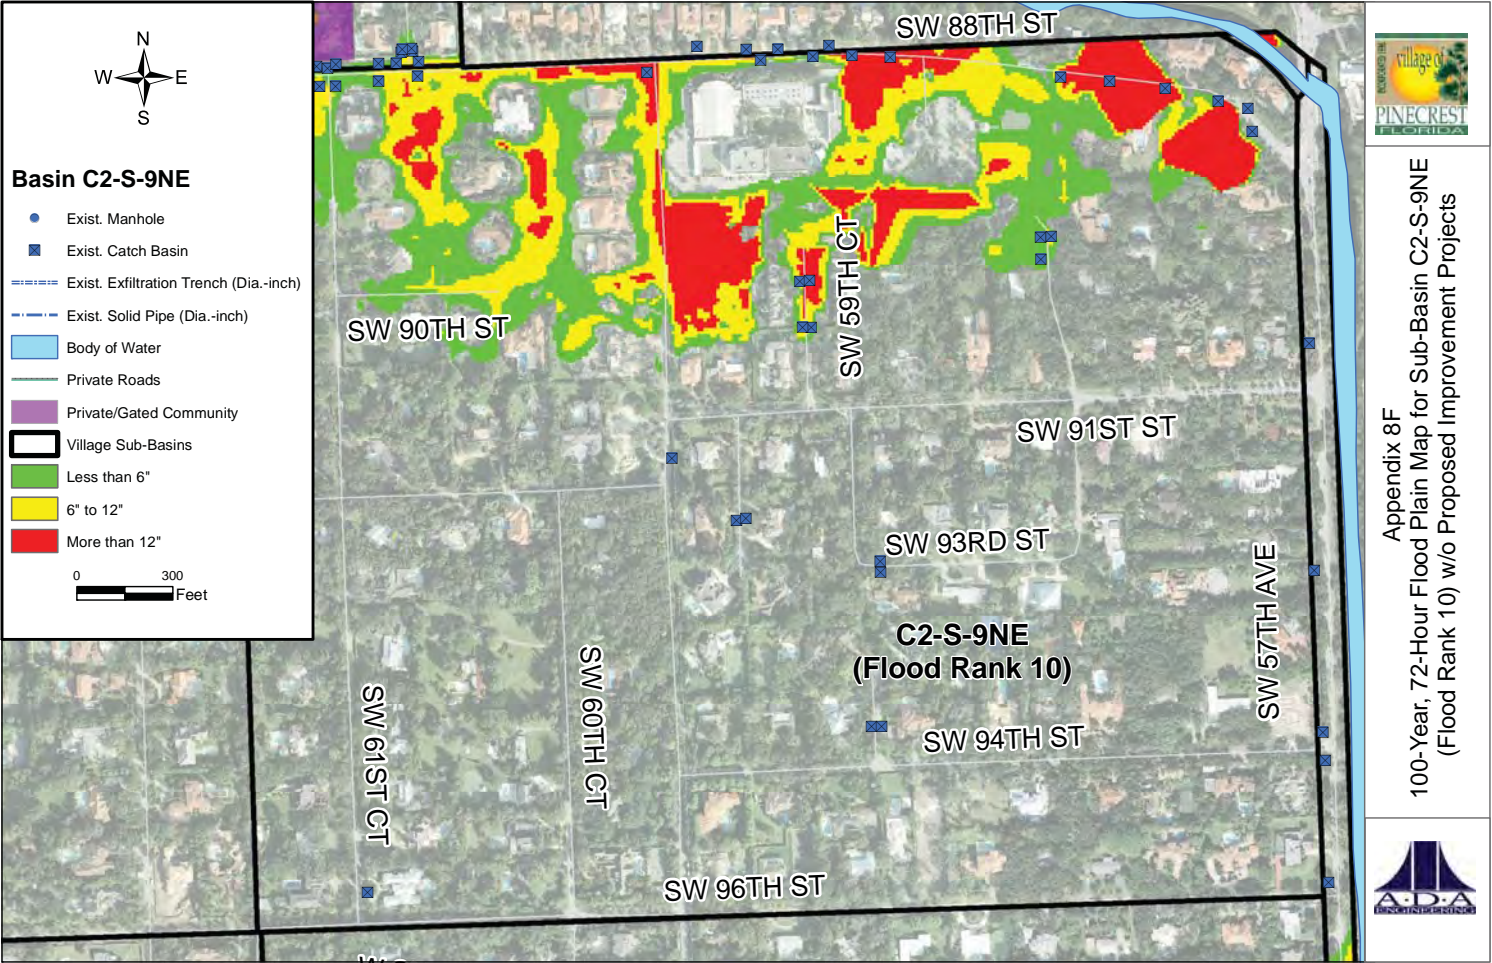 N
W E
S
Basin C2-S-9NE
Exist. Manhole
Exist. Catch Basin
Exist. Exfiltration Trench (Dia.-inch)
Exist. Solid Pipe (Dia.-inch)
Body of Water
Private Roads
Private/Gated Community
Village Sub-Basins
Less than 6"
6" to 12"
More than 12"
0 300
Feet
SW 88TH ST
SW 90TH ST
SW 59TH CT
SW 91ST ST
SW 93RD ST
C2-S-9NE
(Flood Rank 10)
SW 57TH AVE
SW 61ST CT
SW 60TH CT
SW 94TH ST
SW 96TH ST
village of
PINECREST
FLORIDA
Appendix 8F
100-Year, 72-Hour Flood Plain Map for Sub-Basin C2-S-9NE
(Flood Rank 10) w/o Proposed Improvement Projects
A·D·A
ENGINEERING